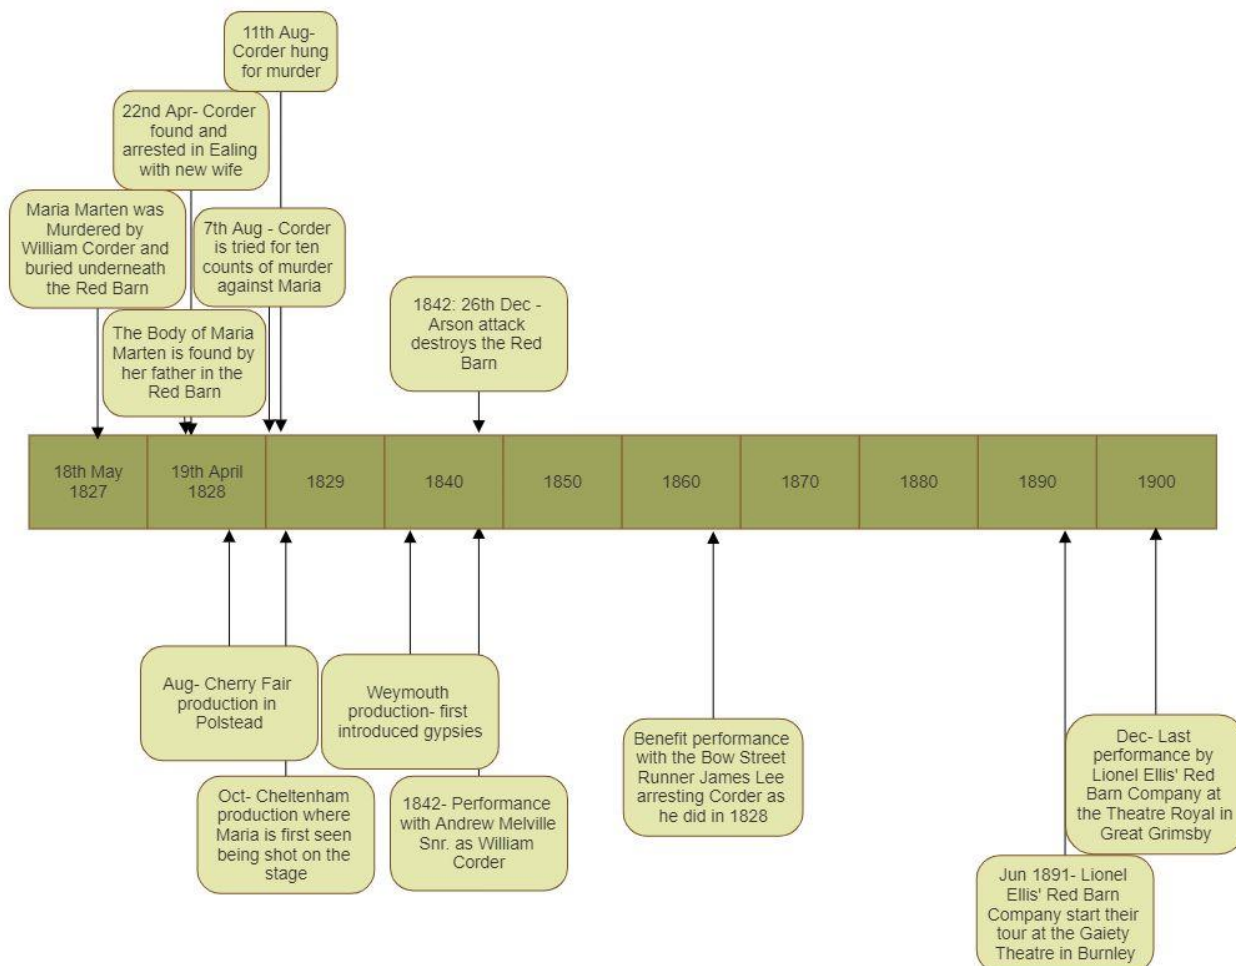 11th Aug-
Corder hung
for murder
22nd Apr- Corder
found and
arrested in Ealing
with new wife
Maria Marten was
Murdered by
William Corder and
buried underneath
the Red Barn
7th Aug - Corder
is tried for ten
counts of murder
against Maria
The Body of Maria
Marten is found by
her father in the
Red Barn
1842: 26th Dec -
Arson attack
destroys the Red
Barn
18th May
1827
19th April
1828
1829
1840
1850
1860
1870
1880
1890
1900
Aug- Cherry Fair
production in
Polstead
Weymouth
production- first
introduced gypsies
Oct- Cheltenham
production where
Maria is first seen
being shot on the
stage
1842- Performance
with Andrew Melville
Snr. as William
Corder
Benefit performance
with the Bow Street
Runner James Lee
arresting Corder as
he did in 1828
Dec- Last
performance by
Lionel Ellis' Red
Barn Company at
the Theatre Royal in
Great Grimsby
Jun 1891- Lionel
Ellis' Red Barn
Company start their
tour at the Gaiety
Theatre in Burnley